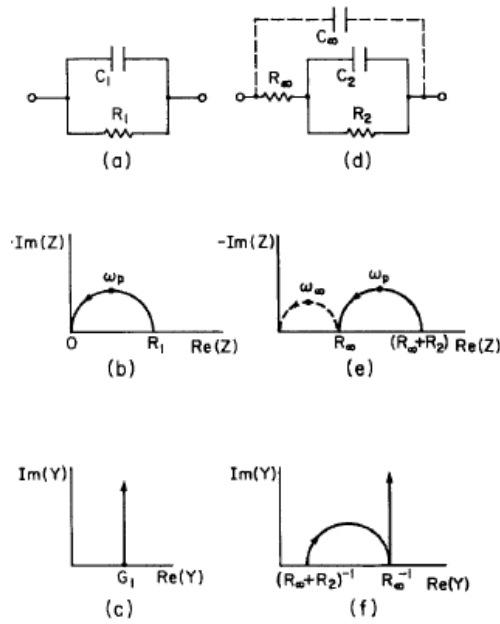 C∞
C₁ R∞ C₂
R₁ R₂
(a) (d)
-Im(Z) -Im(Z)
ωₚ ω∞ ωₚ
O R₁ Re(Z) R∞ (R∞+R₂) Re(Z)
(b) (e)
Im(Y) Im(Y)
G₁ Re(Y) (R∞+R₂)⁻¹ R∞⁻¹ Re(Y)
(c) (f)